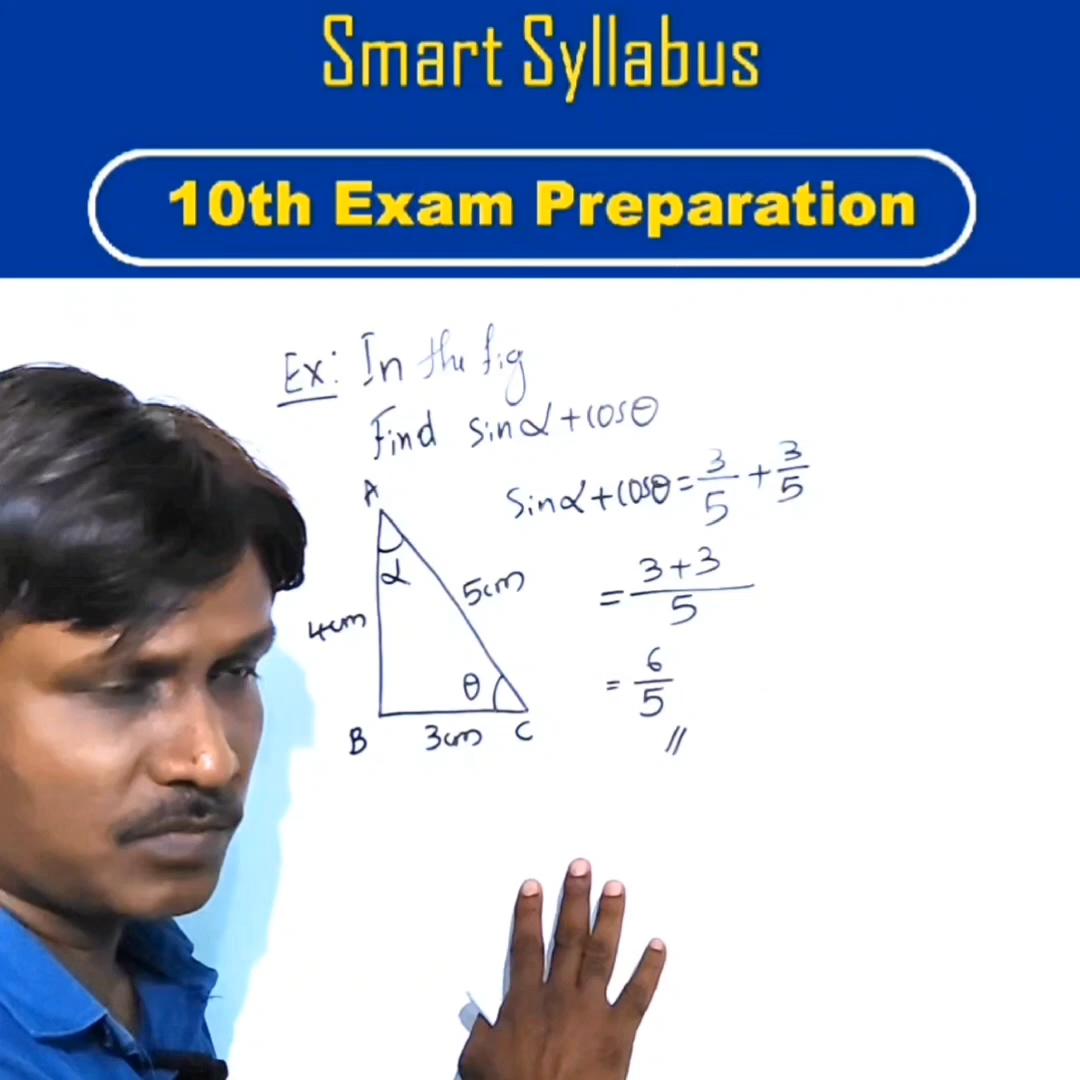 Smart Syllabus
10th Exam Preparation
Ex: In the fig
Find sinα+cosθ
sinα+cosθ = 3/5 + 3/5
= 3+3/5
= 6/5
//
A
α
4cm
5cm
θ
B
3cm
C